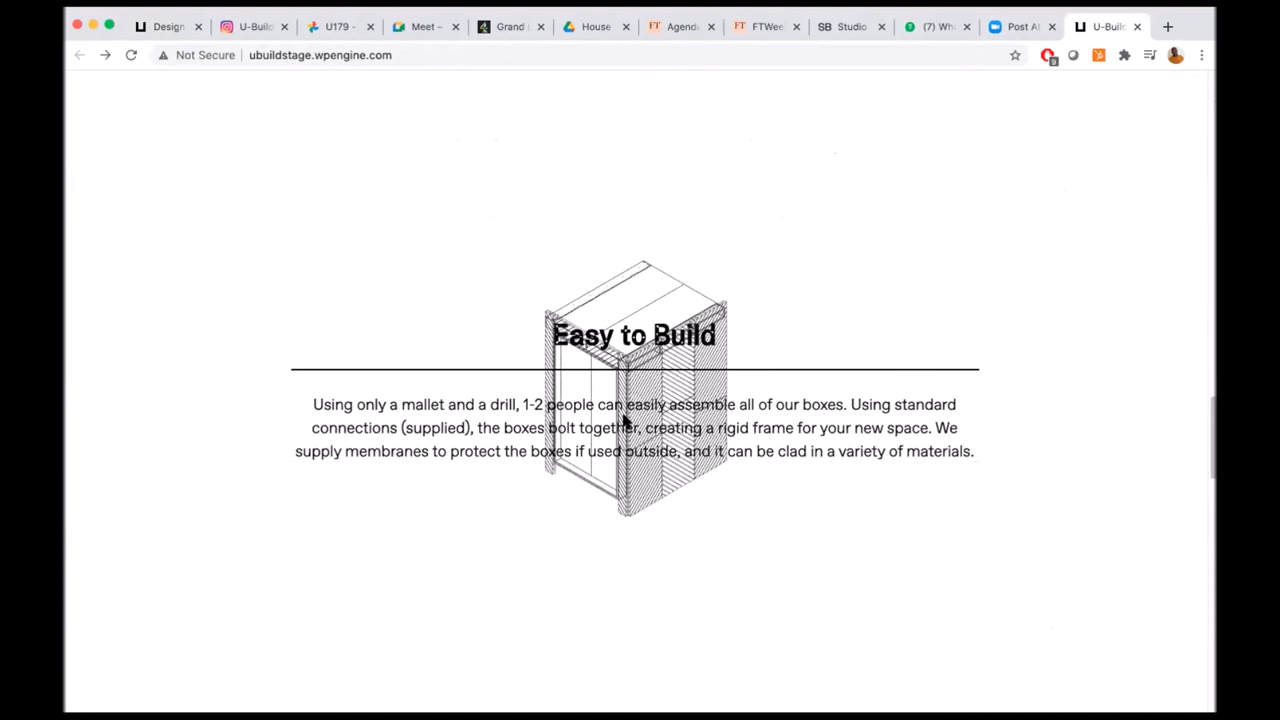 Design
U-Build
U179 -
Meet –
Grand
House
FT
Agenda
FT
FTWee
SB
Studio
(7) Wh
Post A
U-Build
Not Secure
ubuildstage.wpengine.com
9
Easy to Build
Using only a mallet and a drill, 1-2 people can easily assemble all of our boxes. Using standard
connections (supplied), the boxes bolt together, creating a rigid frame for your new space. We
supply membranes to protect the boxes if used outside, and it can be clad in a variety of materials.